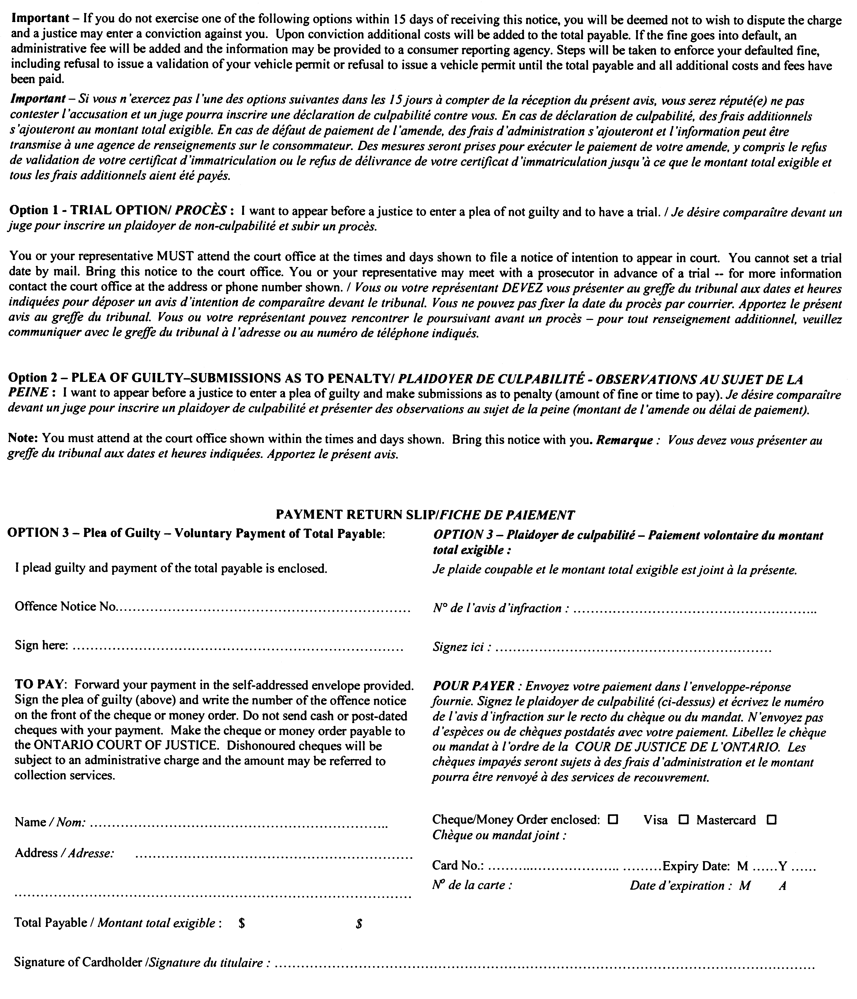 Important – If you do not exercise one of the following options within 15 days of receiving this notice, you will be deemed not to wish to dispute the charge
and a justice may enter a conviction against you.  Upon conviction additional costs will be added to the total payable. If the fine goes into default, an
administrative fee will be added and the information may be provided to a consumer reporting agency. Steps will be taken to enforce your defaulted fine,
including refusal to issue a validation of your vehicle permit or refusal to issue a vehicle permit until the total payable and all additional costs and fees have
been paid.
Important – Si vous n'exercez pas l'une des options suivantes dans les 15 jours à compter de la réception du présent avis, vous serez réputé(e) ne pas
contester l'accusation et un juge pourra inscrire une déclaration de culpabilité contre vous. En cas de déclaration de culpabilité, des frais additionnels
s'ajouteront au montant total exigible. En cas de défaut de paiement de l'amende, des frais d'administration s'ajouteront et l'information peut être
transmise à une agence de renseignements sur le consommateur. Des mesures seront prises pour exécuter le paiement de votre amende, y compris le refus
de validation de votre certificat d'immatriculation ou le refus de délivrance de votre certificat d'immatriculation jusqu'à ce que le montant total exigible et
tous les frais additionnels aient été payés.
Option 1 - TRIAL OPTION/ PROCÈS :  I want to appear before a justice to enter a plea of not guilty and to have a trial. / Je désire comparaître devant un
juge pour inscrire un plaidoyer de non-culpabilité et subir un procès.
You or your representative MUST attend the court office at the times and days shown to file a notice of intention to appear in court.  You cannot set a trial
date by mail. Bring this notice to the court office. You or your representative may meet with a prosecutor in advance of a trial -- for more information
contact the court office at the address or phone number shown. / Vous ou votre représentant DEVEZ vous présenter au greffe du tribunal aux dates et heures
indiquées pour déposer un avis d'intention de comparaître devant le tribunal. Vous ne pouvez pas fixer la date du procès par courrier. Apportez le présent
avis au greffe du tribunal. Vous ou votre représentant pouvez rencontrer le poursuivant avant un procès – pour tout renseignement additionnel, veuillez
communiquer avec le greffe du tribunal à l'adresse ou au numéro de téléphone indiqués.
Option 2 – PLEA OF GUILTY–SUBMISSIONS AS TO PENALTY/ PLAIDOYER DE CULPABILITÉ - OBSERVATIONS AU SUJET DE LA
PEINE :  I want to appear before a justice to enter a plea of guilty and make submissions as to penalty (amount of fine or time to pay). Je désire comparaître
devant un juge pour inscrire un plaidoyer de culpabilité et présenter des observations au sujet de la peine (montant de l'amende ou délai de paiement).
Note: You must attend at the court office shown within the times and days shown.  Bring this notice with you. Remarque :  Vous devez vous présenter au
greffe du tribunal aux dates et heures indiquées. Apportez le présent avis.
PAYMENT RETURN SLIP/FICHE DE PAIEMENT
OPTION 3 – Plea of Guilty – Voluntary Payment of Total Payable:
I plead guilty and payment of the total payable is enclosed.
Offence Notice No..................................................................
Sign here: ...........................................................................
TO PAY:  Forward your payment in the self-addressed envelope provided.
Sign the plea of guilty (above) and write the number of the offence notice
on the front of the cheque or money order. Do not send cash or post-dated
cheques with your payment.  Make the cheque or money order payable to
the ONTARIO COURT OF JUSTICE.  Dishonoured cheques will be
subject to an administrative charge and the amount may be referred to
collection services.
OPTION 3 – Plaidoyer de culpabilité – Paiement volontaire du montant
total exigible :
Je plaide coupable et le montant total exigible est joint à la présente.
N° de l'avis d'infraction : .......................................................
Signez ici : ..............................................................
POUR PAYER : Envoyez votre paiement dans l'enveloppe-réponse
fournie. Signez le plaidoyer de culpabilité (ci-dessus) et écrivez le numéro
de l'avis d'infraction sur le recto du chèque ou du mandat. N'envoyez pas
d'espèces ou de chèques postdatés avec votre paiement. Libellez le chèque
ou mandat à l'ordre de la  COUR DE JUSTICE DE L'ONTARIO.  Les
chèques impayés seront sujets à des frais d'administration et le montant
pourra être renvoyé à des services de recouvrement.
Name / Nom: ....................................................................
Address / Adresse: ...............................................................
..........................................................................................
Total Payable / Montant total exigible :   $   $
Cheque/Money Order enclosed: ☐   Visa ☐ Mastercard ☐
Chèque ou mandat joint :
Card No.: .............................. .........Expiry Date:  M ......Y ......
N° de la carte :   Date d'expiration :  M   A
Signature of Cardholder /Signature du titulaire : ..........................................................................................................................